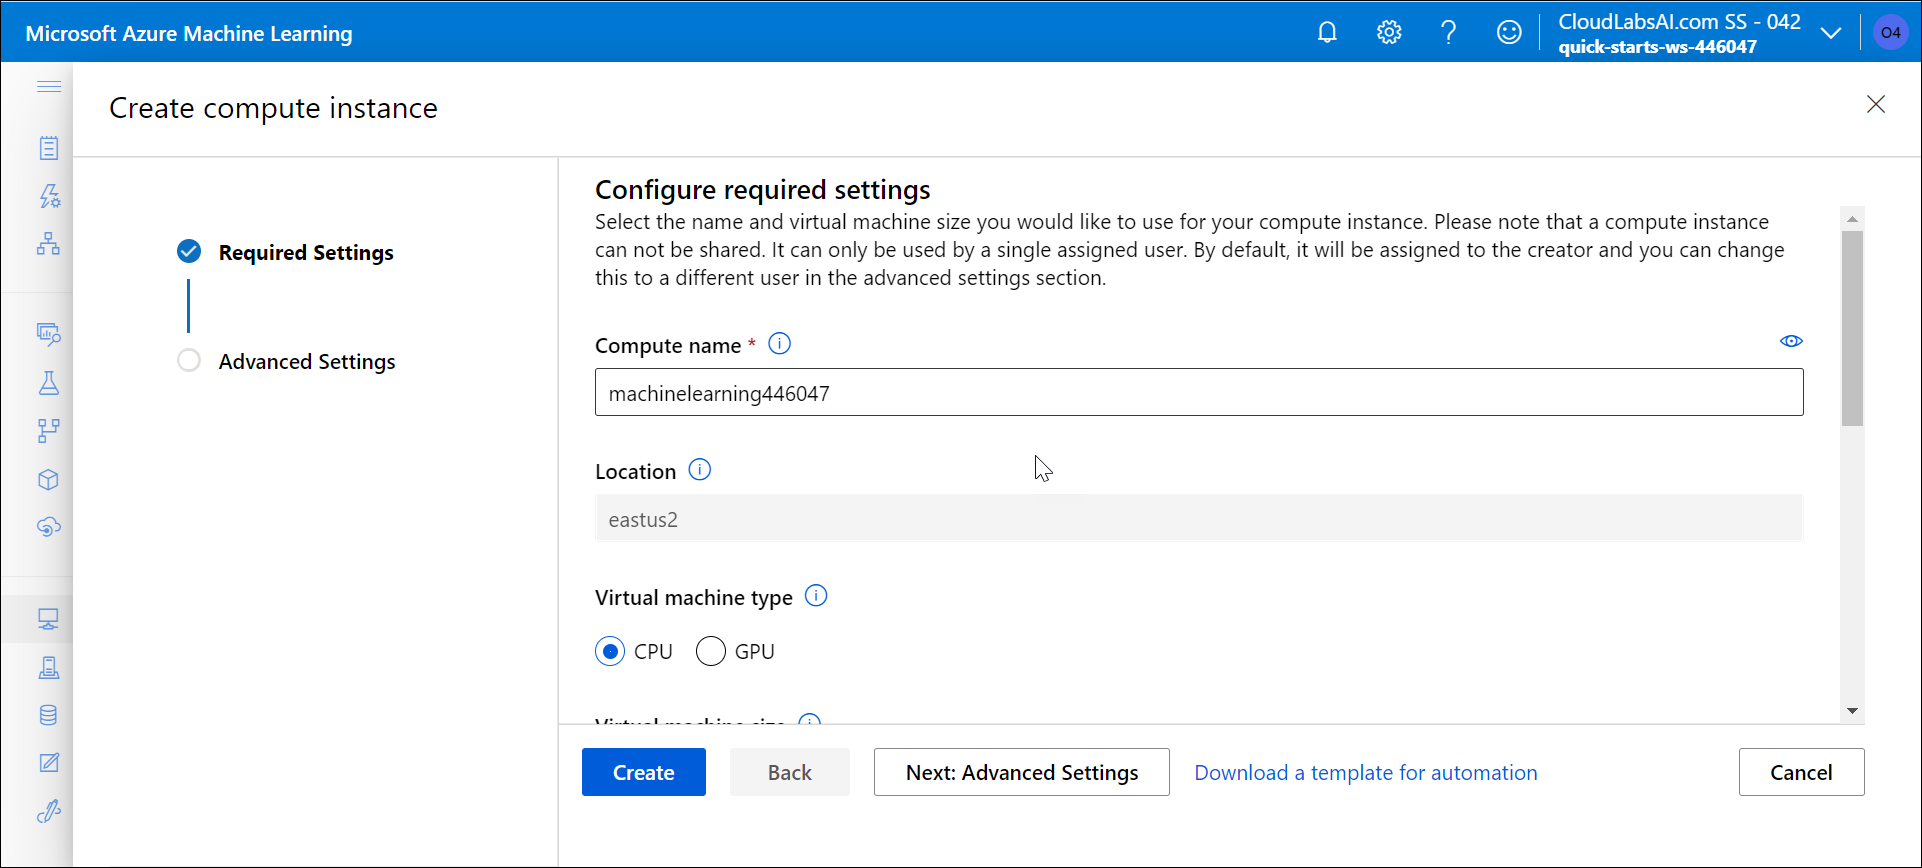 Microsoft Azure Machine Learning
CloudLabsAI.com SS - 042
quick-starts-ws-446047
O4
Create compute instance
Required Settings
Advanced Settings
Configure required settings
Select the name and virtual machine size you would like to use for your compute instance. Please note that a compute instance
can not be shared. It can only be used by a single assigned user. By default, it will be assigned to the creator and you can change
this to a different user in the advanced settings section.
Compute name *
machinelearning446047
Location
eastus2
Virtual machine type
CPU GPU
Virtual machine size
Create
Back
Next: Advanced Settings
Download a template for automation
Cancel